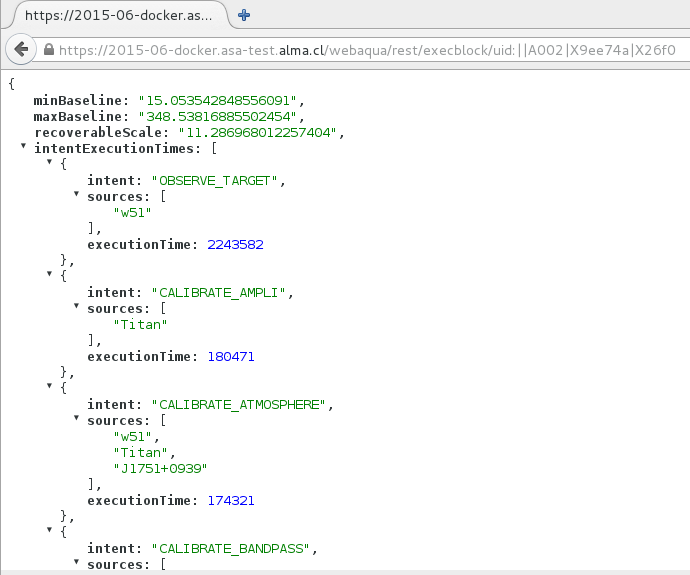 https://2015-06-docker.as...
https://2015-06-docker.asa-test.alma.cl/webaqua/rest/execblock/uid:||A002|X9ee74a|X26f0
{
minBaseline: "15.053542848556091",
maxBaseline: "348.53816885502454",
recoverableScale: "11.286968012257404",
intentExecutionTimes: [
{
intent: "OBSERVE_TARGET",
sources: [
"w51"
],
executionTime: 2243582
},
{
intent: "CALIBRATE_AMPLI",
sources: [
"Titan"
],
executionTime: 180471
},
{
intent: "CALIBRATE_ATMOSPHERE",
sources: [
"w51",
"Titan",
"J1751+0939"
],
executionTime: 174321
},
{
intent: "CALIBRATE_BANDPASS",
sources: [